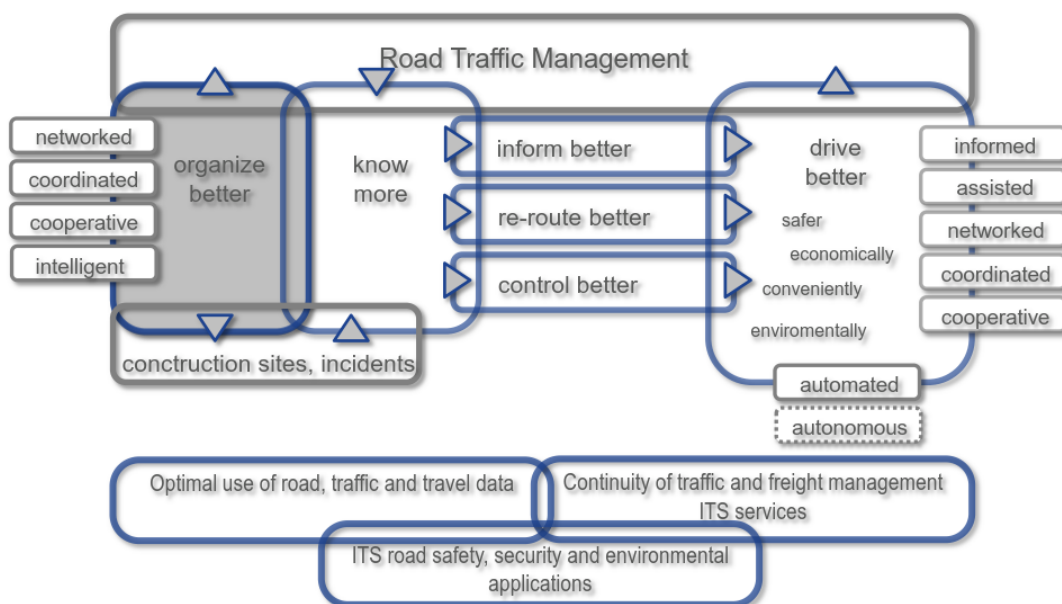 Road Traffic Management
networked
coordinated
cooperative
intelligent
organize
better
know
more
inform better
re-route better
control better
drive
better
safer
economically
conveniently
enviromentally
informed
assisted
networked
coordinated
cooperative
conctruction sites, incidents
automated
autonomous
Optimal use of road, traffic and travel data
Continuity of traffic and freight management
ITS services
ITS road safety, security and environmental
applications